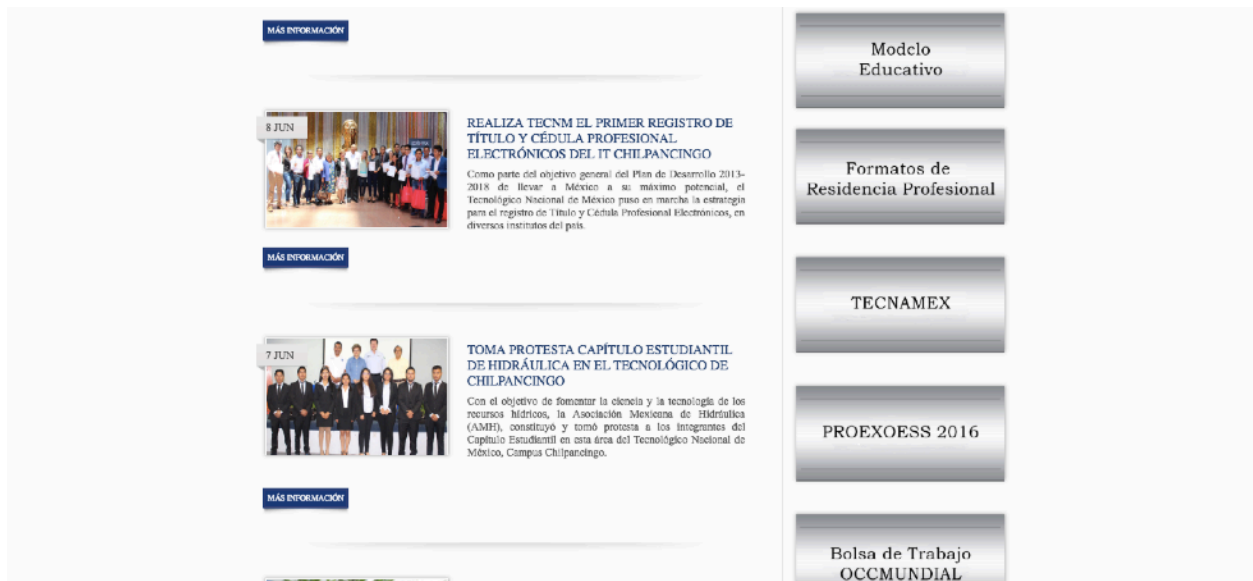 MÁS INFORMACIÓN
8 JUN
REALIZA TECNM EL PRIMER REGISTRO DE
TÍTULO Y CÉDULA PROFESIONAL
ELECTRÓNICOS DEL IT CHILPANCINGO
Como parte del objetivo general del Plan de Desarrollo 2013-
2018 de llevar a México a su máximo potencial, el
Tecnológico Nacional de México puso en marcha la estrategia
para el registro de Título y Cédula Profesional Electrónicos, en
diversos institutos del país.
MÁS INFORMACIÓN
7 JUN
TOMA PROTESTA CAPÍTULO ESTUDIANTIL
DE HIDRÁULICA EN EL TECNOLÓGICO DE
CHILPANCINGO
Con el objetivo de fomentar la ciencia y la tecnología de los
recursos hídricos, la Asociación Mexicana de Hidráulica
(AMH), constituyó y tomó protesta a los integrantes del
Capítulo Estudiantil en esta área del Tecnológico Nacional de
México, Campus Chilpancingo.
MÁS INFORMACIÓN
Modelo
Educativo
Formatos de
Residencia Profesional
TECNAMEX
PROEXOESS 2016
Bolsa de Trabajo
OCCMUNDIAL